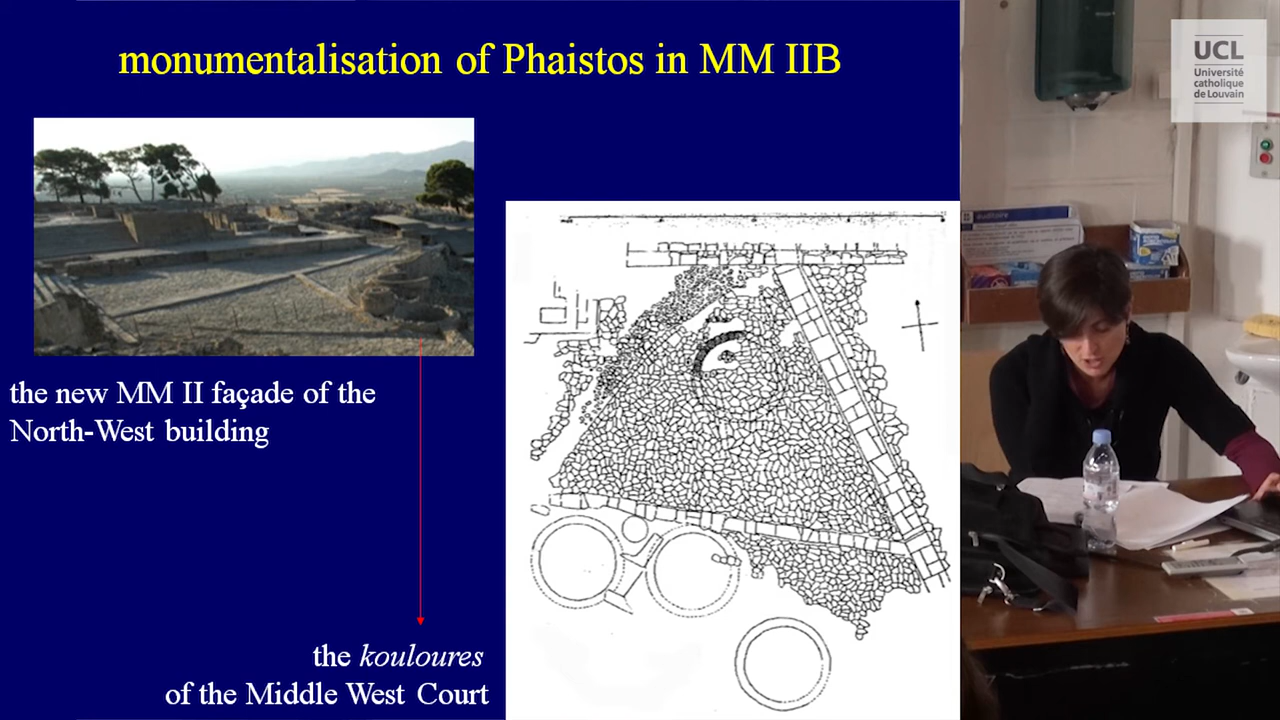 monumentalisation of Phaistos in MM IIB
the new MM II façade of the
North-West building
the kouloures
of the Middle West Court
UCL
Université
catholique
de Louvain
auditoire